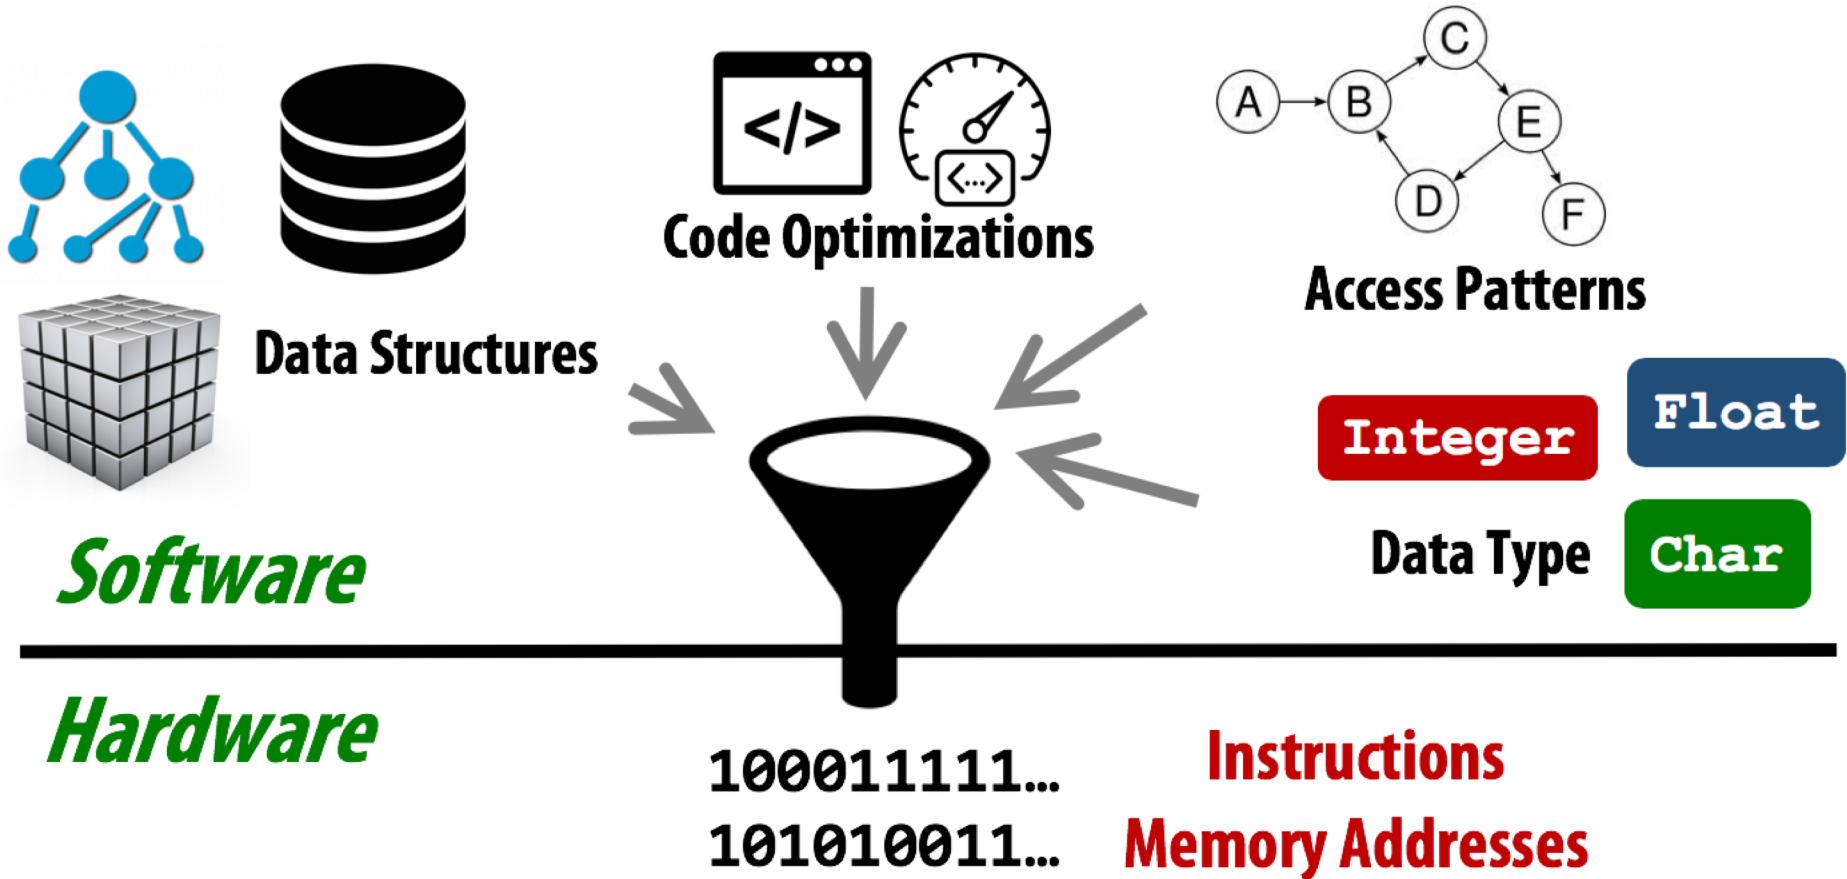 </>
<...>
Code Optimizations
A
B
C
E
D
F
Access Patterns
Data Structures
Integer
Float
Data Type
Char
Software
Hardware
100011111...
Instructions
101010011...
Memory Addresses